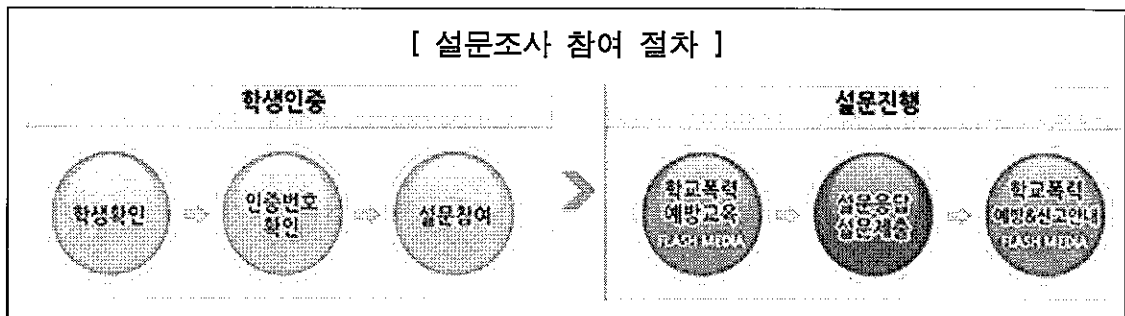 [ 설문조사 참여 절차 ]
학생인증
학생확인
인증번호
확인
설문참여
설문진행
학교폭력
예방교육
FLASH MEDIA
설문응답
설문제출
학교폭력
예방&신고안내
FLASH MEDIA